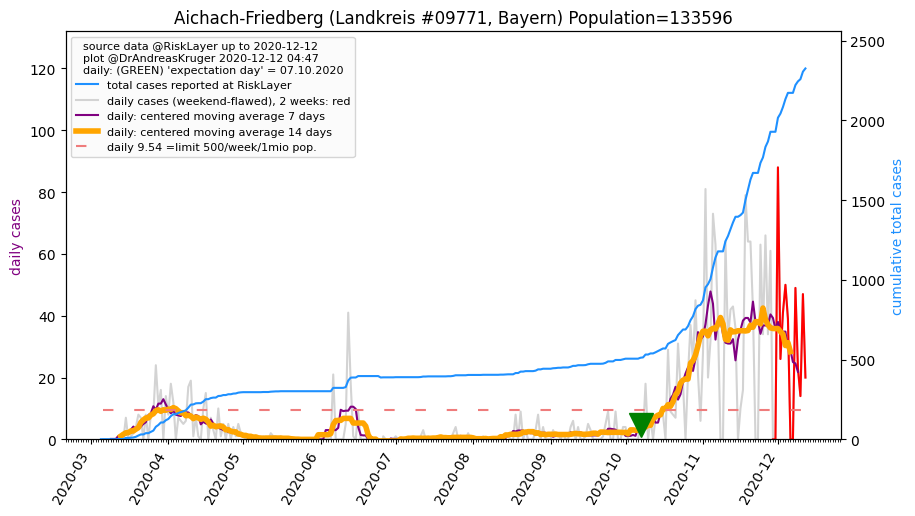 Aichach-Friedberg (Landkreis #09771, Bayern) Population=133596
source data @RiskLayer up to 2020-12-12
plot @DrAndreasKruger 2020-12-12 04:47
daily: (GREEN) 'expectation day' = 07.10.2020
total cases reported at RiskLayer
daily cases (weekend-flawed), 2 weeks: red
daily: centered moving average 7 days
daily: centered moving average 14 days
daily 9.54 =limit 500/week/1mio pop.
daily cases
120
100
80
60
40
20
0
cumulative total cases
2500
2000
1500
1000
500
0
2020-03
2020-04
2020-05
2020-06
2020-07
2020-08
2020-09
2020-10
2020-11
2020-12